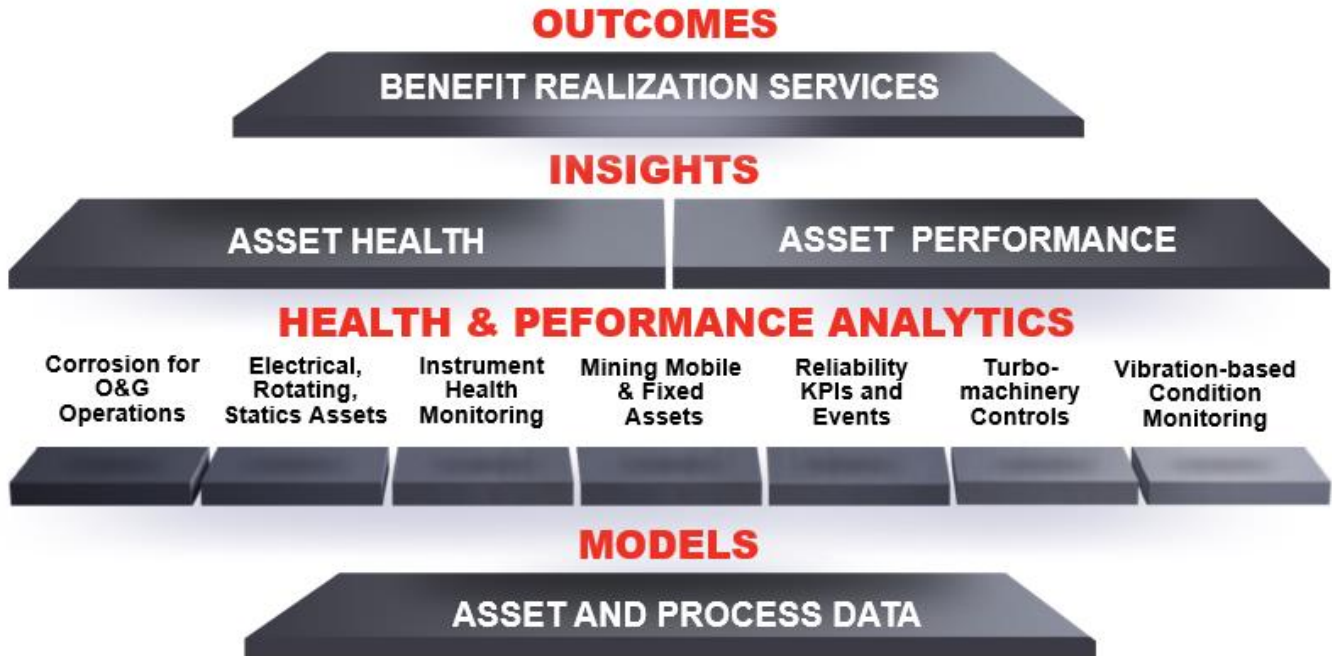 OUTCOMES
BENEFIT REALIZATION SERVICES
INSIGHTS
ASSET HEALTH
ASSET PERFORMANCE
HEALTH & PEFORMANCE ANALYTICS
Corrosion for
O&G
Operations
Electrical,
Rotating,
Statics Assets
Instrument
Health
Monitoring
Mining Mobile
& Fixed
Assets
Reliability
KPIs and
Events
Turbo-
machinery
Controls
Vibration-based
Condition
Monitoring
MODELS
ASSET AND PROCESS DATA